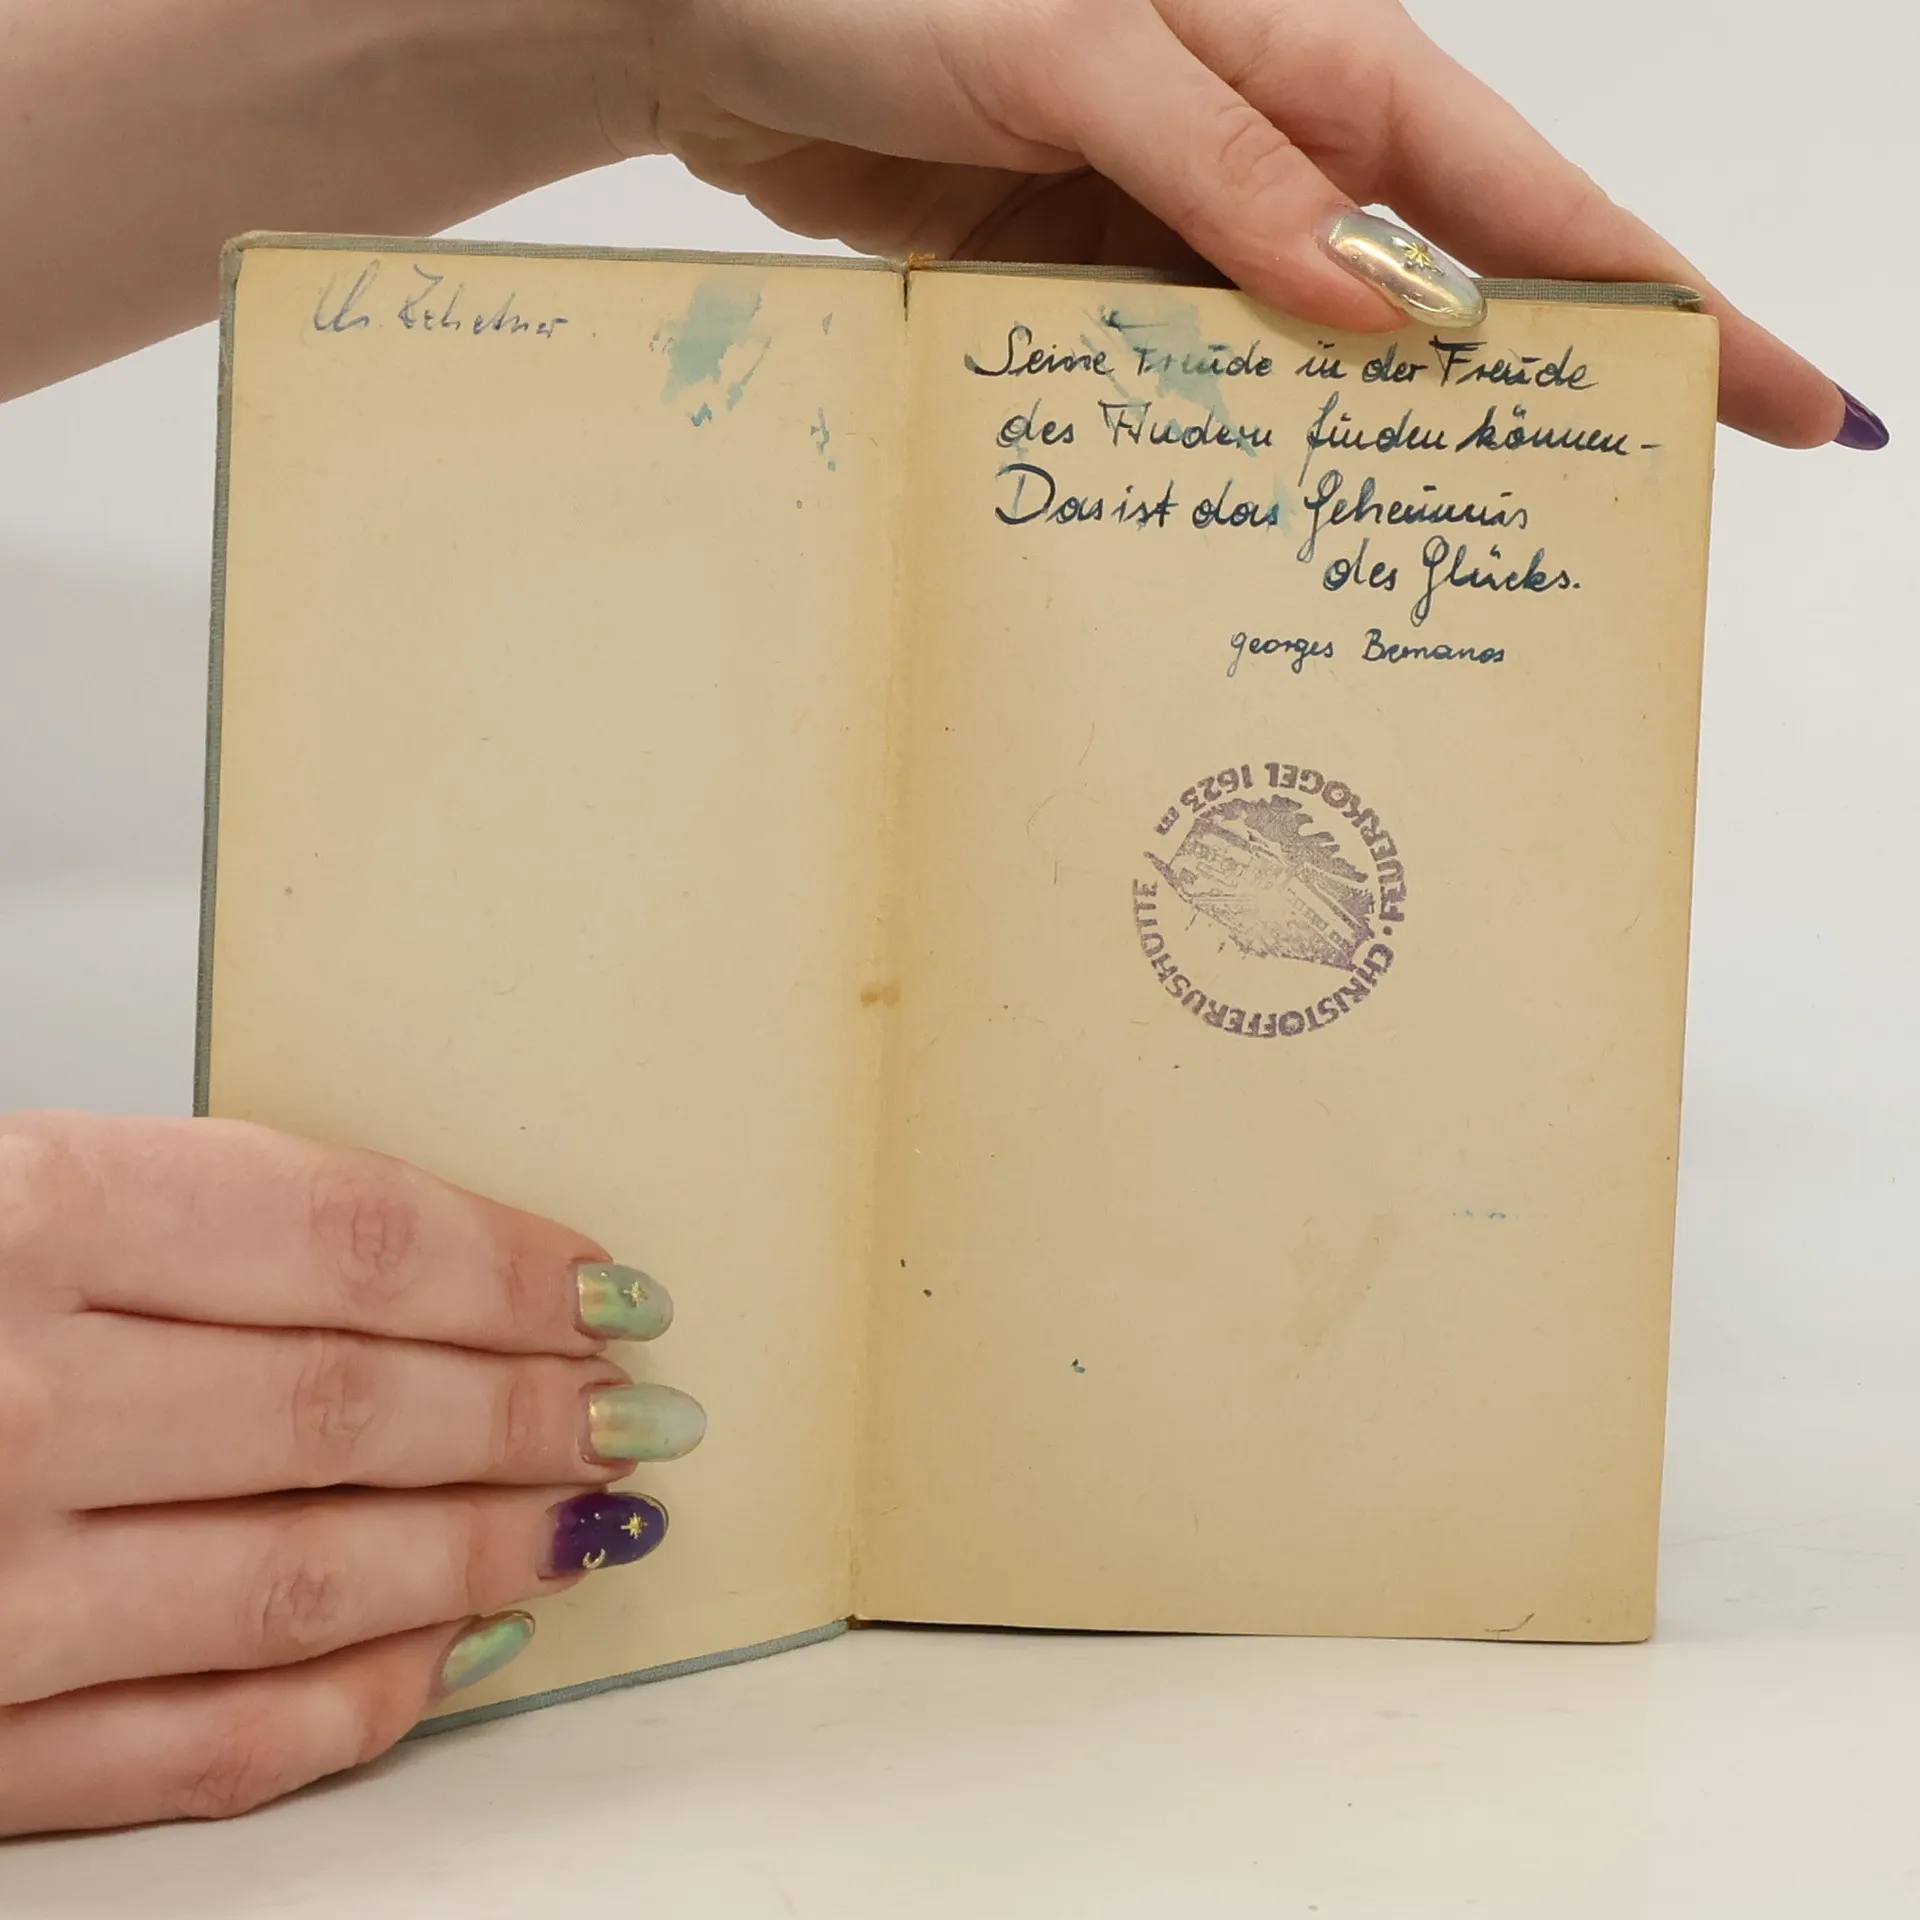 Seine Freude in der Freude
des Andern finden können -
Das ist das Geheimnis
des Glücks.
Georges Bernanos
CHRISTOFFERUSHÜTTE
FEUERKOGEL 1623 m